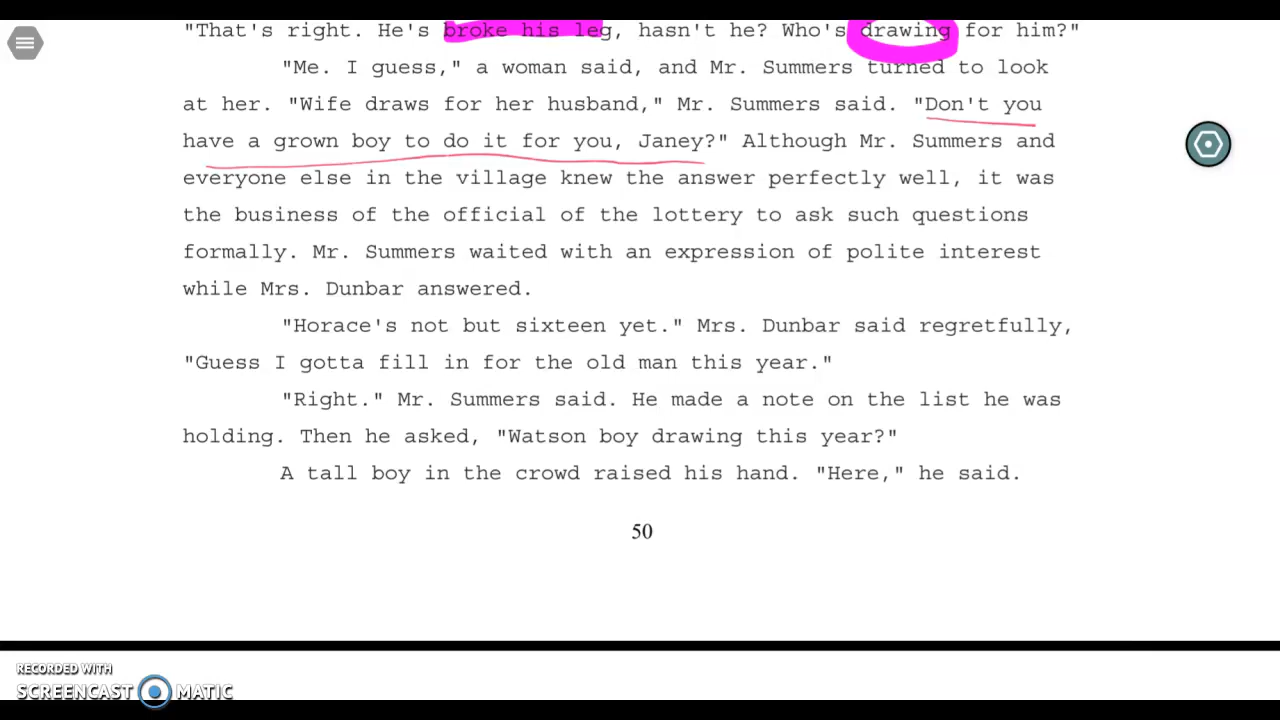 "That's right. He's broke his leg, hasn't he? Who's drawing for him?"
"Me. I guess," a woman said, and Mr. Summers turned to look
at her. "Wife draws for her husband," Mr. Summers said. "Don't you
have a grown boy to do it for you, Janey?" Although Mr. Summers and
everyone else in the village knew the answer perfectly well, it was
the business of the official of the lottery to ask such questions
formally. Mr. Summers waited with an expression of polite interest
while Mrs. Dunbar answered.
"Horace's not but sixteen yet." Mrs. Dunbar said regretfully,
"Guess I gotta fill in for the old man this year."
"Right." Mr. Summers said. He made a note on the list he was
holding. Then he asked, "Watson boy drawing this year?"
A tall boy in the crowd raised his hand. "Here," he said.
50
RECORDED WITH
SCREENCAST MATIC